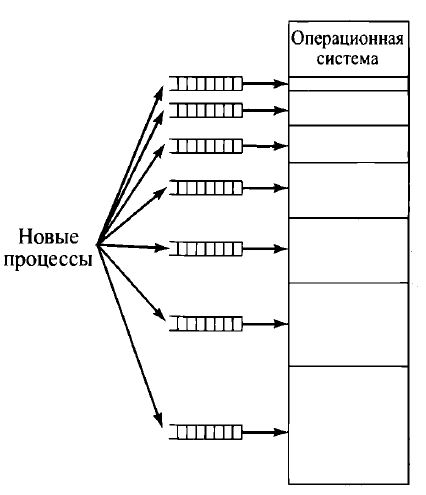 Операционная
система
Новые
процессы